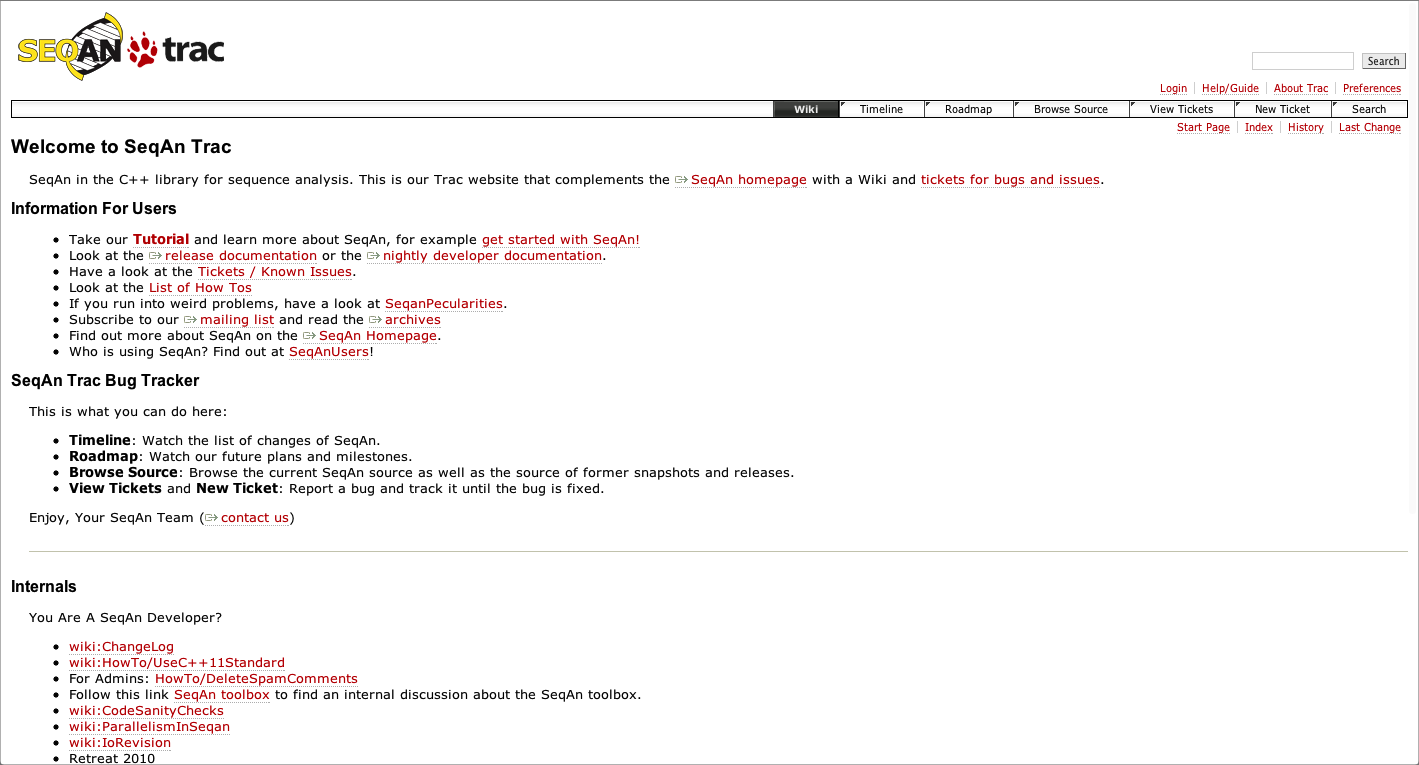 SEQAN trac
Search
Login Help/Guide About Trac Preferences
Wiki Timeline Roadmap Browse Source View Tickets New Ticket Search
Start Page Index History Last Change
Welcome to SeqAn Trac
SeqAn in the C++ library for sequence analysis. This is our Trac website that complements the SeqAn homepage with a Wiki and tickets for bugs and issues.
Information For Users
• Take our Tutorial and learn more about SeqAn, for example get started with SeqAn!
• Look at the release documentation or the nightly developer documentation.
• Have a look at the Tickets / Known Issues.
• Look at the List of How Tos
• If you run into weird problems, have a look at SeqanPecularities.
• Subscribe to our mailing list and read the archives
• Find out more about SeqAn on the SeqAn Homepage.
• Who is using SeqAn? Find out at SeqAnUsers!
SeqAn Trac Bug Tracker
This is what you can do here:
• Timeline: Watch the list of changes of SeqAn.
• Roadmap: Watch our future plans and milestones.
• Browse Source: Browse the current SeqAn source as well as the source of former snapshots and releases.
• View Tickets and New Ticket: Report a bug and track it until the bug is fixed.
Enjoy, Your SeqAn Team (contact us)
Internals
You Are A SeqAn Developer?
• wiki:ChangeLog
• wiki:HowTo/UseC++11Standard
• For Admins: HowTo/DeleteSpamComments
• Follow this link SeqAn toolbox to find an internal discussion about the SeqAn toolbox.
• wiki:CodeSanityChecks
• wiki:ParallelismInSeqan
• wiki:IoRevision
• Retreat 2010